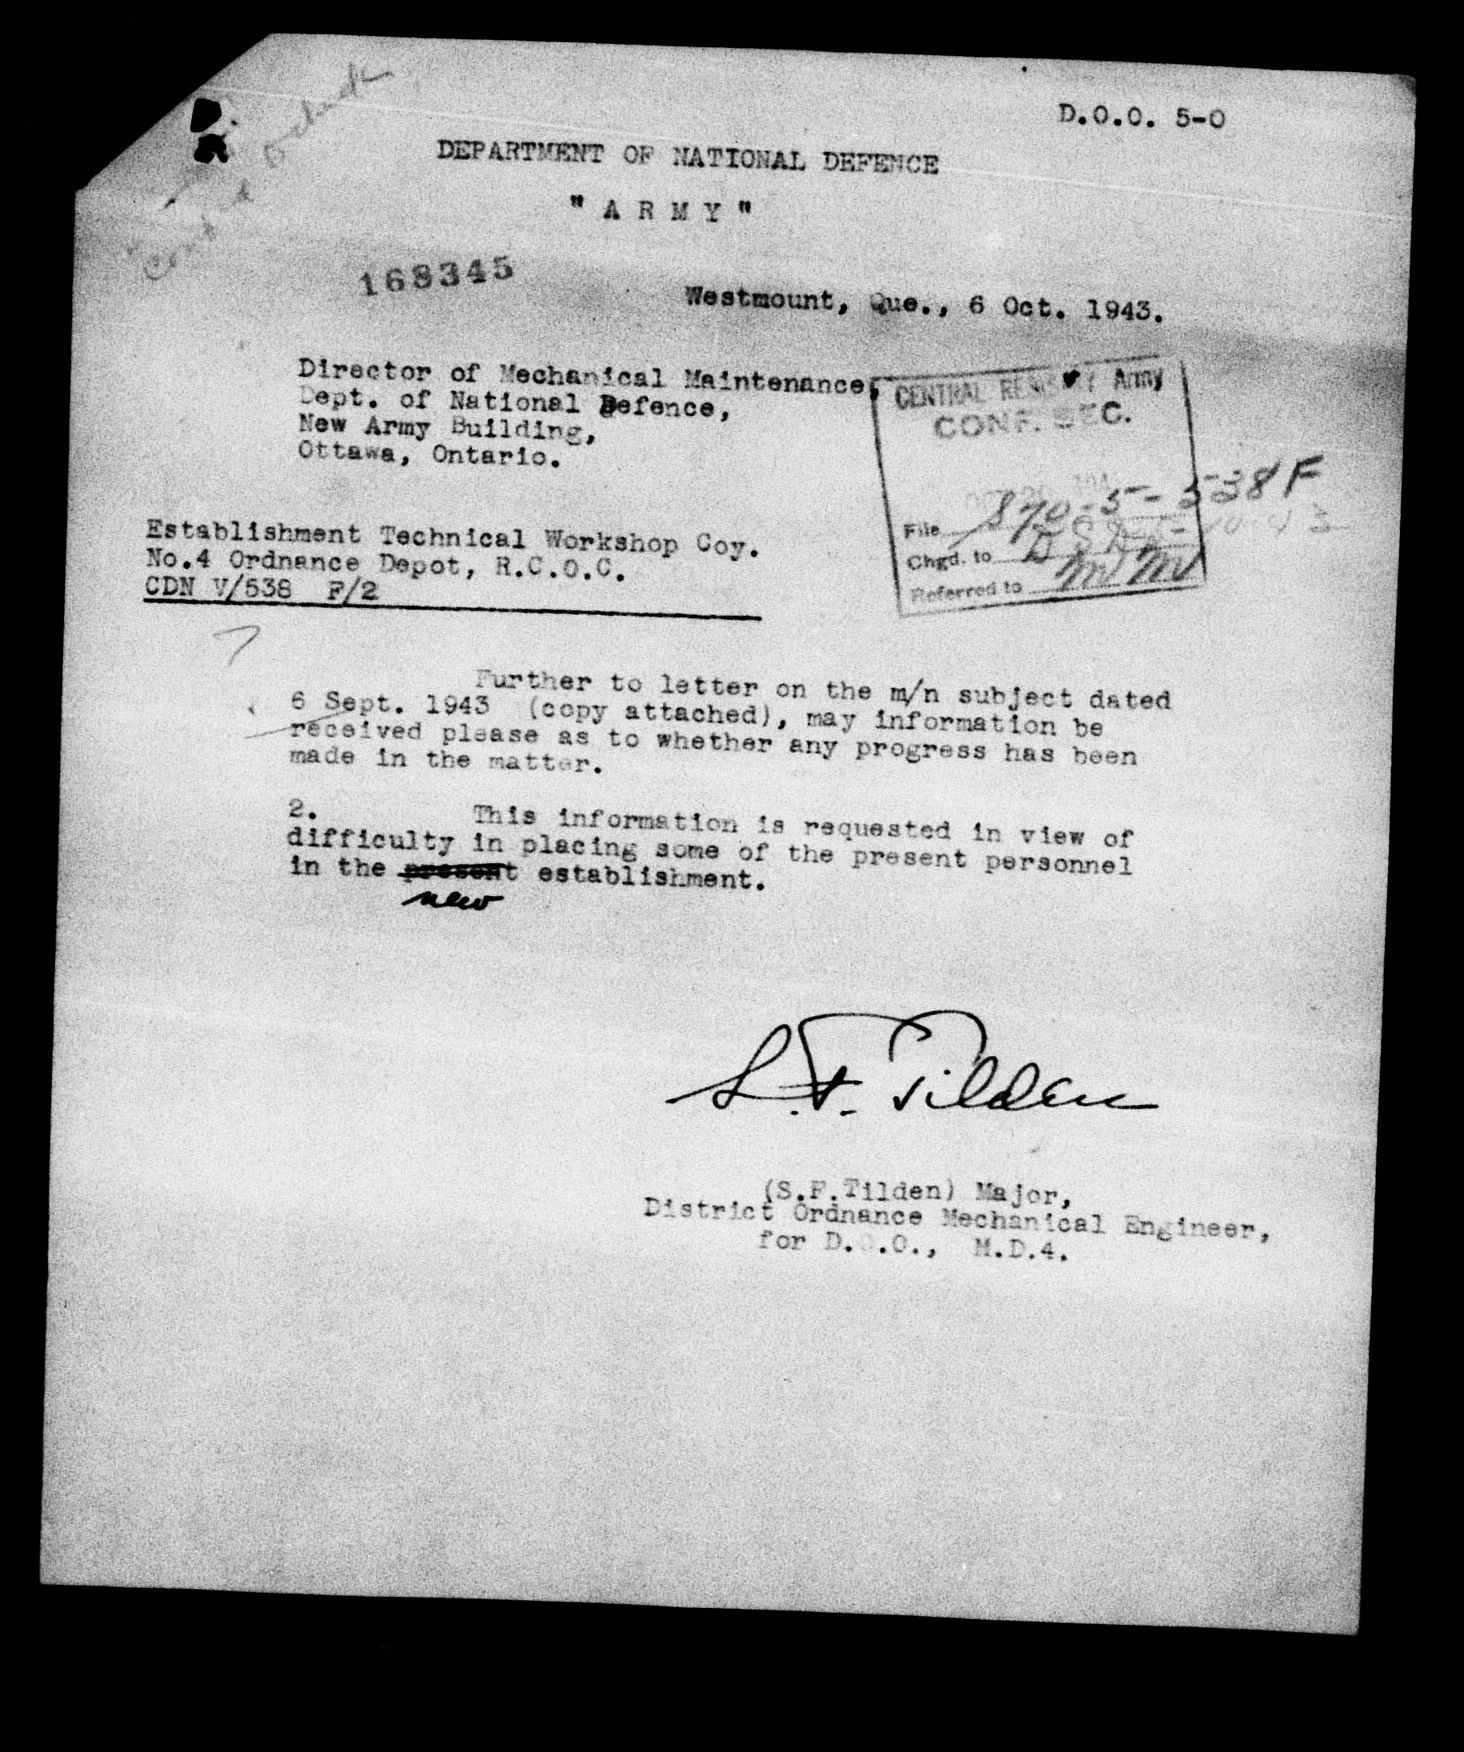 D.O.O. 5-O
DEPARTMENT OF NATIONAL DEFENCE
" A R M Y "
168345
Westmount, Que., 6 Oct. 1943.
Director of Mechanical Maintenance,
Dept. of National Defence,
New Army Building,
Ottawa, Ontario.
CENTRAL REGISTRY Army
CONF. SEC.
File 870-5-538F
Chgd. to
Referred to MM
Establishment Technical Workshop Coy.
No.4 Ordnance Depot, R.C.O.C.
CDN V/538 F/2
Further to letter on the m/n subject dated
6 Sept. 1943 (copy attached), may information be
received please as to whether any progress has been
made in the matter.
2. This information is requested in view of
difficulty in placing some of the present personnel
in the present establishment.
new
S.F. Tilden
(S.F.Tilden) Major,
District Ordnance Mechanical Engineer,
for D.O.O., M.D.4.